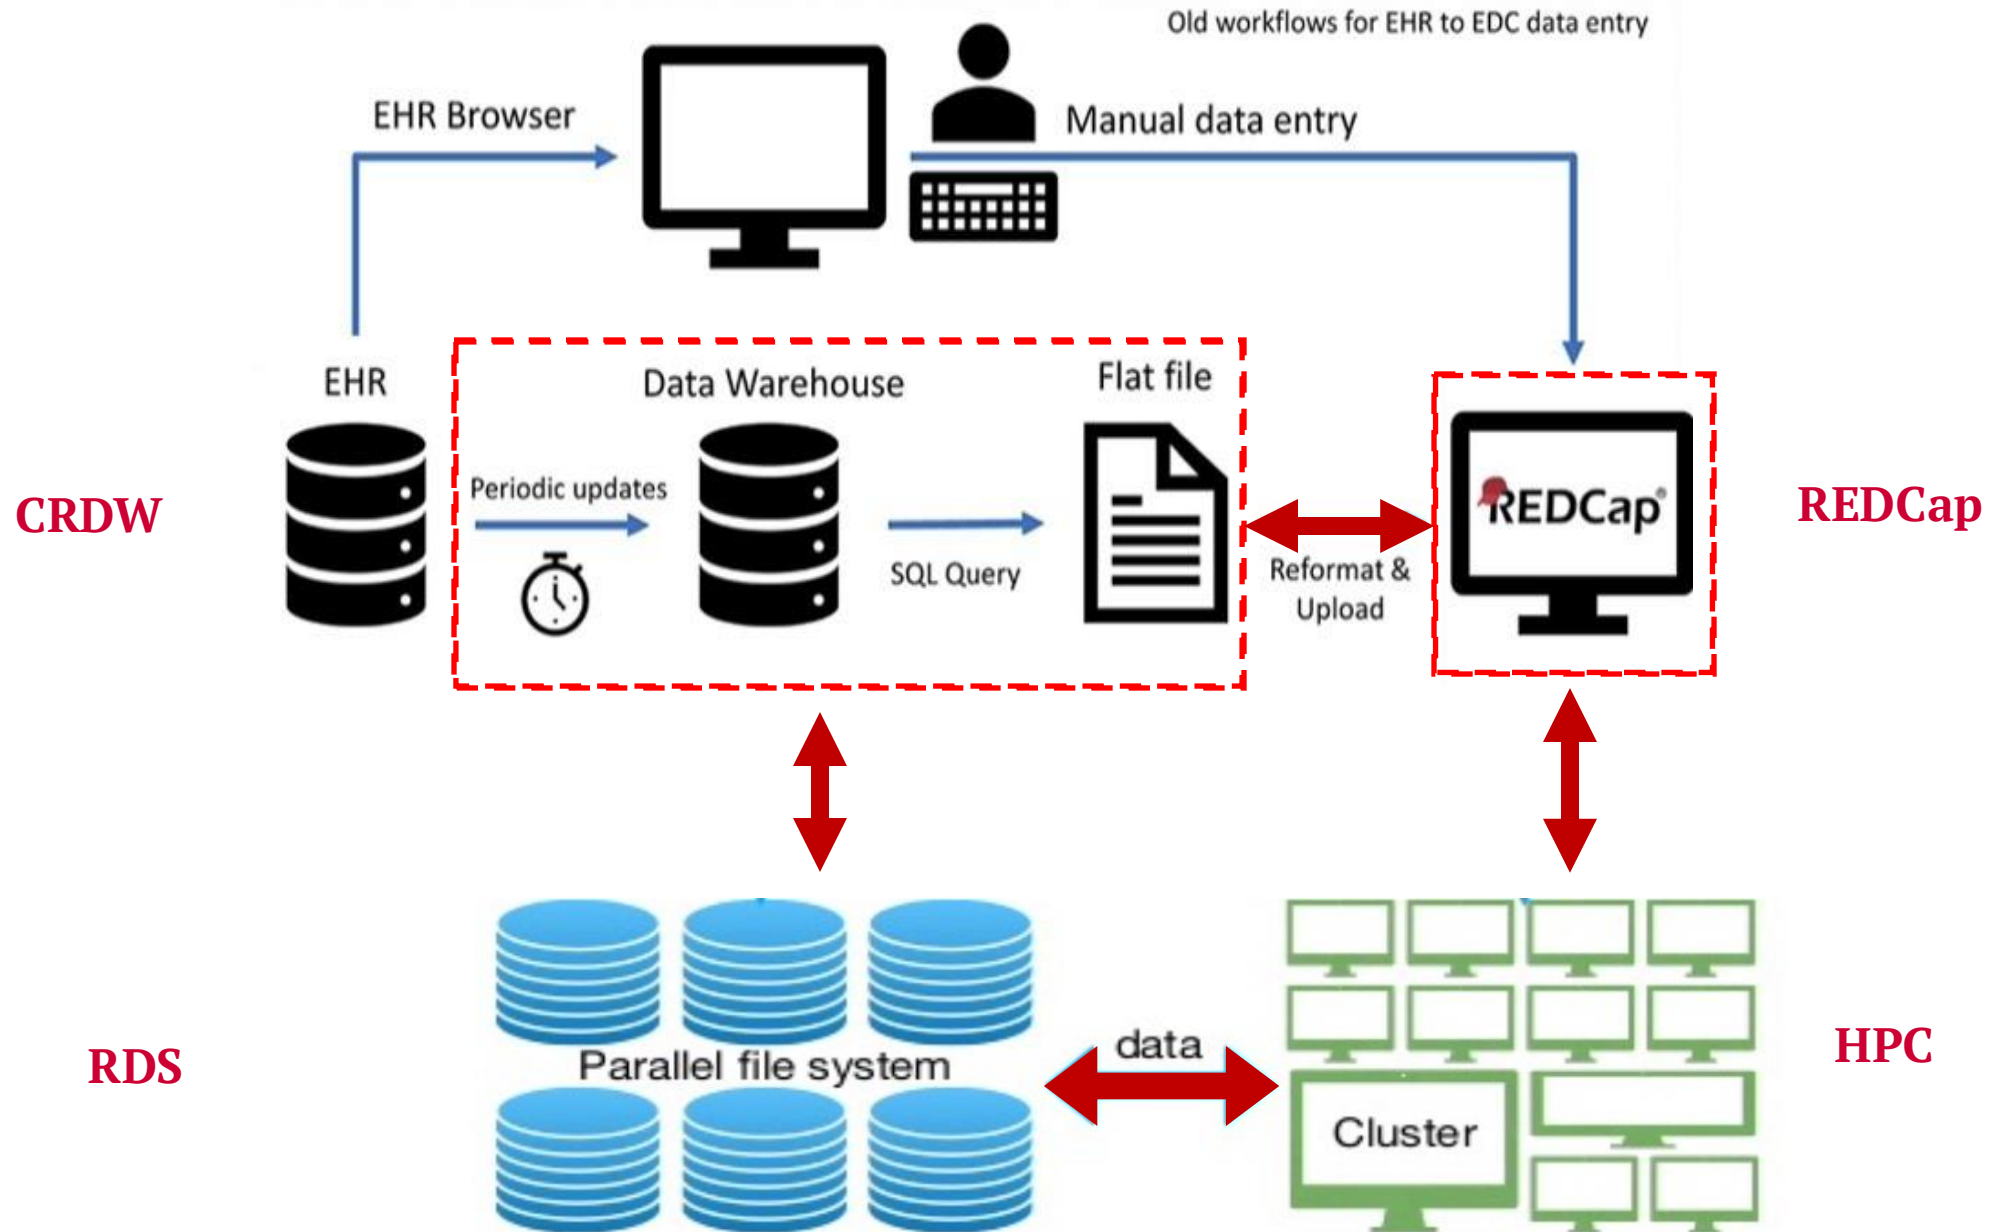 Old workflows for EHR to EDC data entry
EHR Browser
Manual data entry
EHR
Data Warehouse
Flat file
Periodic updates
SQL Query
Reformat &
Upload
REDCap®
CRDW
REDCap
data
Parallel file system
Cluster
RDS
HPC